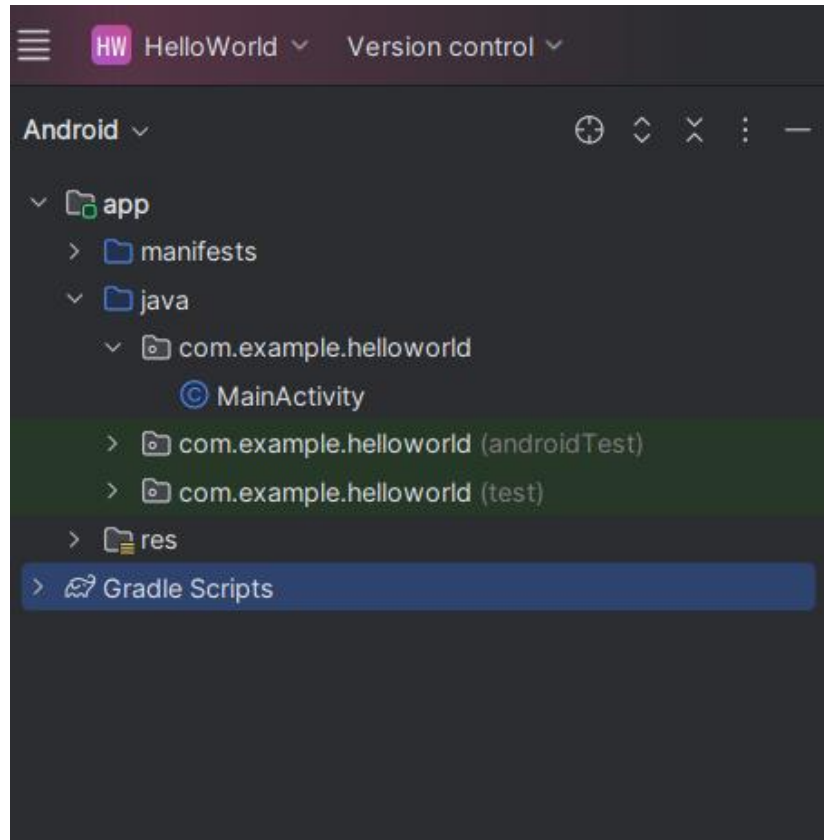 HW HelloWorld Version control
Android
app
manifests
java
com.example.helloworld
MainActivity
com.example.helloworld (androidTest)
com.example.helloworld (test)
res
Gradle Scripts